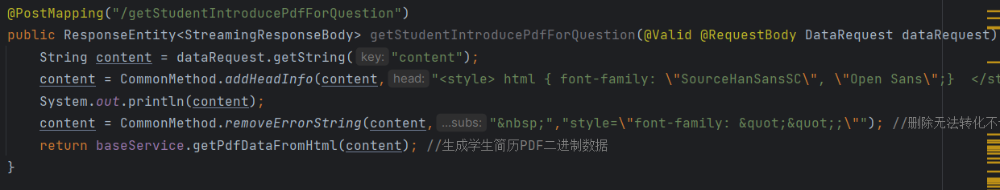 @PostMapping("/getStudentIntroducePdfForQuestion")
public ResponseEntity<StreamingResponseBody> getStudentIntroducePdfForQuestion(@Valid @RequestBody DataRequest dataRequest)
String content = dataRequest.getString( key: "content");
content = CommonMethod.addHeadInfo(content, head: "<style> html { font-family: \"SourceHanSansSC\", \"Open Sans\";}  </st
System.out.println(content);
content = CommonMethod.removeErrorString(content, ...subs: "&nbsp;","style=\"font-family: &quot;&quot;;\""); //删除无法转化不
return baseService.getPdfDataFromHtml(content); //生成学生简历PDF二进制数据
}